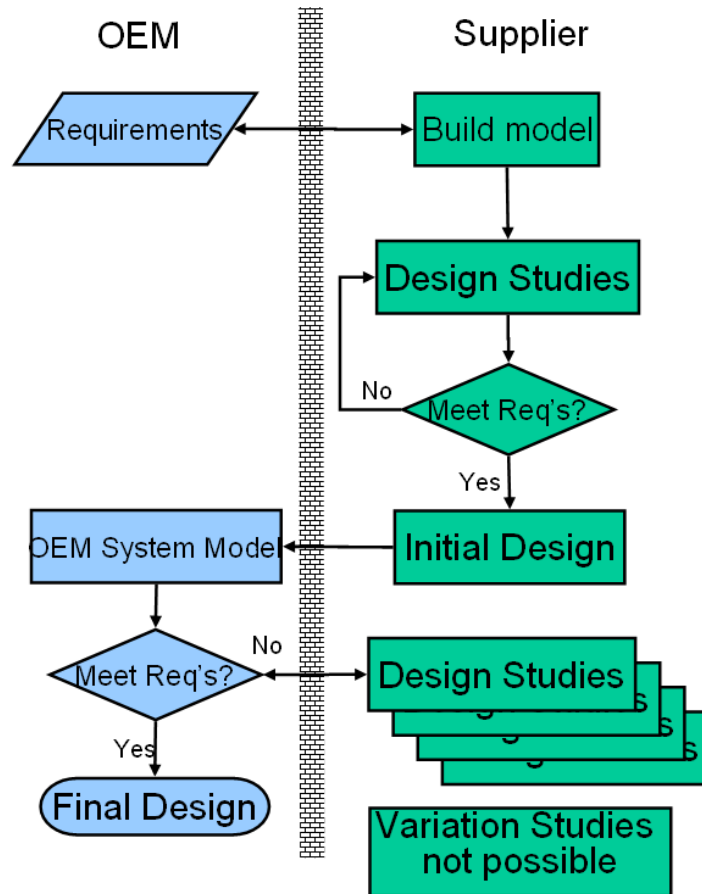 OEM
Supplier
Requirements
Build model
Design Studies
No
Meet Req's?
Yes
OEM System Model
Initial Design
No
Meet Req's?
Design Studies
Yes
Final Design
Variation Studies
not possible